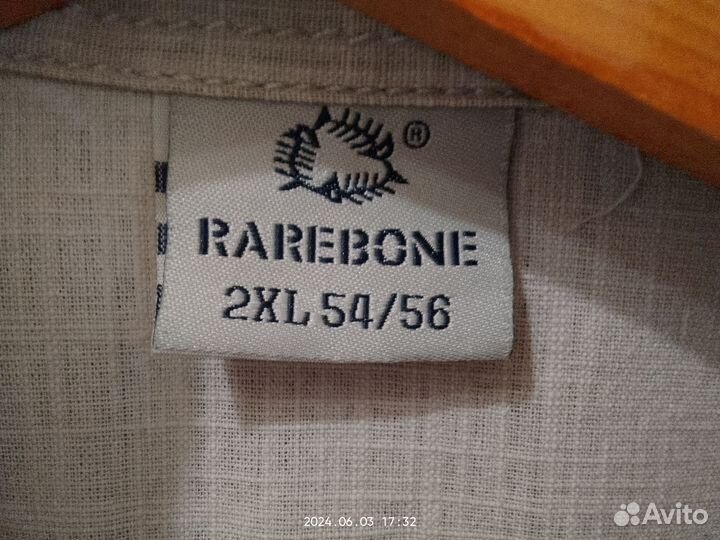 ®
RAREBONE
2XL 54/56
2024.06.03 17:32
Avito